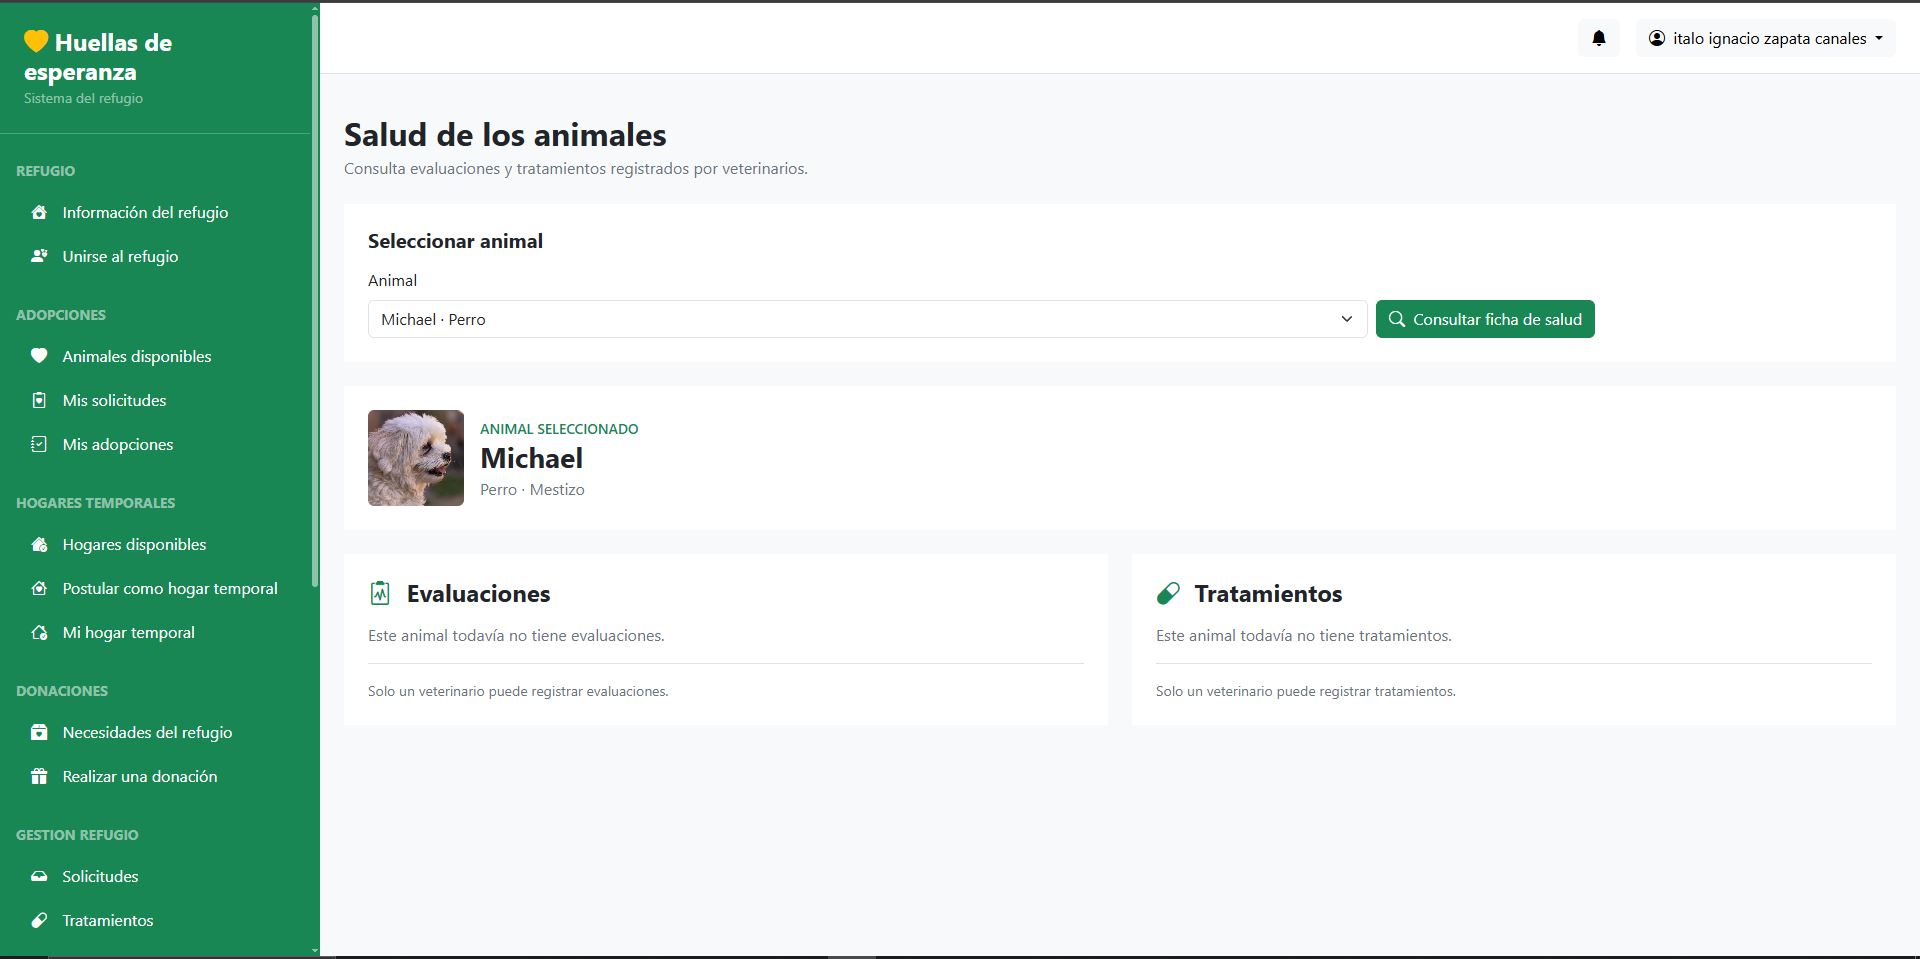 Huellas de
esperanza
Sistema del refugio
REFUGIO
Información del refugio
Unirse al refugio
ADOPCIONES
Animales disponibles
Mis solicitudes
Mis adopciones
HOGARES TEMPORALES
Hogares disponibles
Postular como hogar temporal
Mi hogar temporal
DONACIONES
Necesidades del refugio
Realizar una donación
GESTION REFUGIO
Solicitudes
Tratamientos
italo ignacio zapata canales
Salud de los animales
Consulta evaluaciones y tratamientos registrados por veterinarios.
Seleccionar animal
Animal
Michael · Perro
Consultar ficha de salud
ANIMAL SELECCIONADO
Michael
Perro · Mestizo
Evaluaciones
Este animal todavía no tiene evaluaciones.
Solo un veterinario puede registrar evaluaciones.
Tratamientos
Este animal todavía no tiene tratamientos.
Solo un veterinario puede registrar tratamientos.